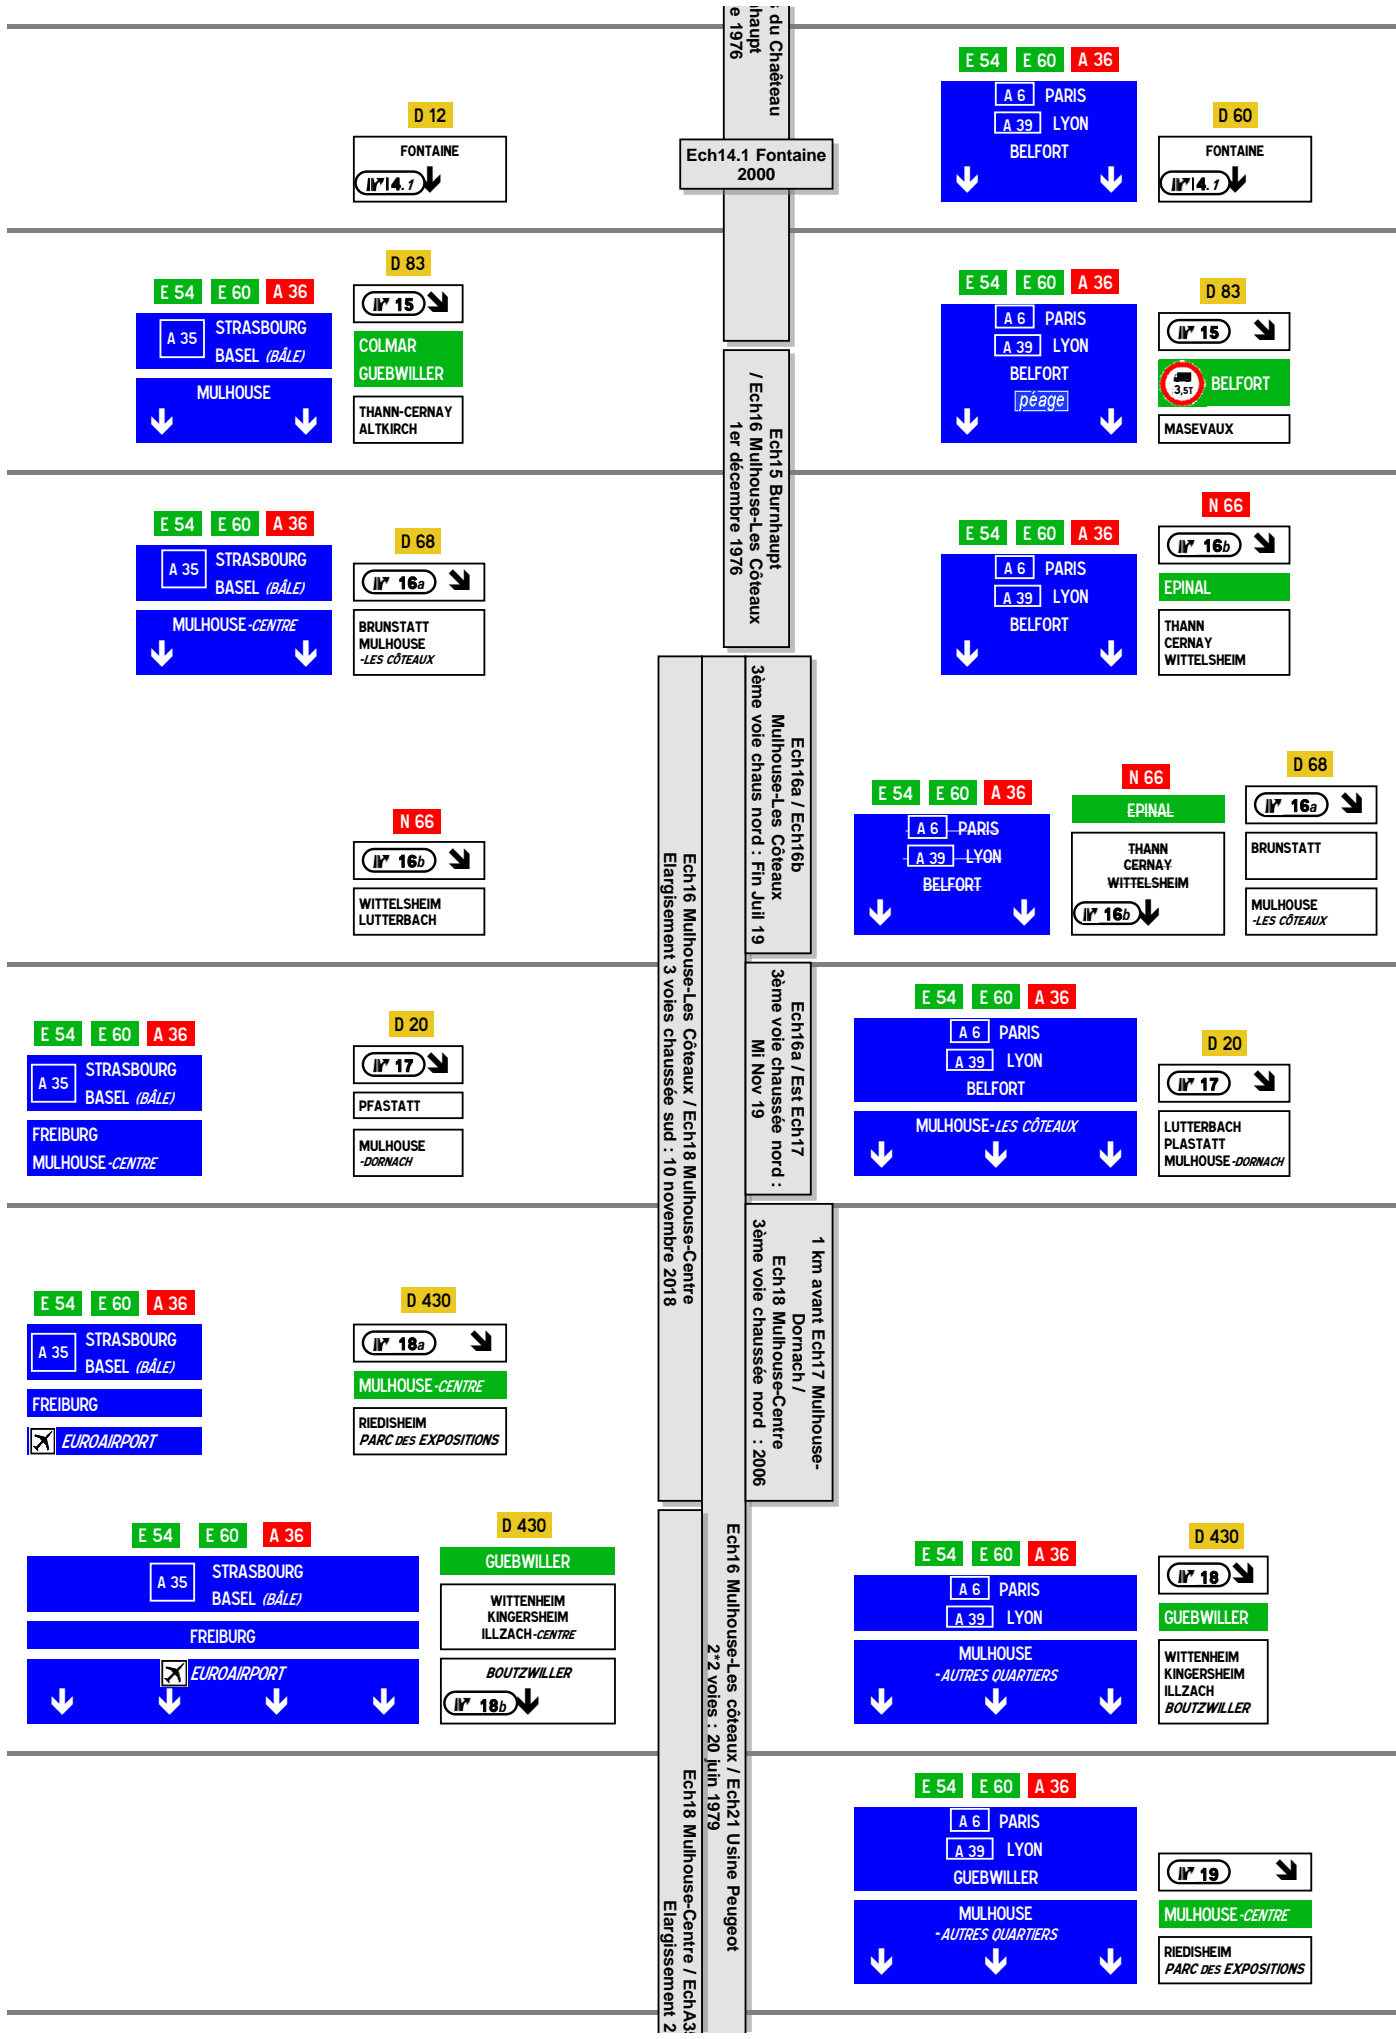 s du Chaêteau
haupt
e 1976
E 54 E 60 A 36
A 6 PARIS
A 39 LYON
BELFORT
D 12
FONTAINE
14.1
Ech14.1 Fontaine
2000
D 60
FONTAINE
14.1
E 54 E 60 A 36
A 35 STRASBOURG
BASEL (BÂLE)
MULHOUSE
D 83
15
COLMAR
GUEBWILLER
THANN-CERNAY
ALTKIRCH
E 54 E 60 A 36
A 6 PARIS
A 39 LYON
BELFORT
péage
D 83
15
3,5T BELFORT
MASEVAUX
Ech15 Burnhaupt
/ Ech16 Mulhouse-Les Côteaux
1er décembre 1976
E 54 E 60 A 36
A 35 STRASBOURG
BASEL (BÂLE)
MULHOUSE-CENTRE
D 68
16a
BRUNSTATT
MULHOUSE
-LES CÔTEAUX
E 54 E 60 A 36
A 6 PARIS
A 39 LYON
BELFORT
N 66
16b
EPINAL
THANN
CERNAY
WITTELSHEIM
Ech16a / Ech16b
Mulhouse-Les Côteaux
3ème voie chaus nord : Fin Juil 19
Ech16 Mulhouse-Les Côteaux / Ech18 Mulhouse-Centre
Elargisement 3 voies chaussée sud : 10 novembre 2018
N 66
16b
WITTELSHEIM
LUTTERBACH
E 54 E 60 A 36
A 6 PARIS
A 39 LYON
BELFORT
N 66
EPINAL
THANN
CERNAY
WITTELSHEIM
16b
D 68
16a
BRUNSTATT
MULHOUSE
-LES CÔTEAUX
Ech16a / Est Ech17
3ème voie chaussée nord :
Mi Nov 19
E 54 E 60 A 36
A 35 STRASBOURG
BASEL (BÂLE)
FREIBURG
MULHOUSE-CENTRE
D 20
17
PFASTATT
MULHOUSE
-DORNACH
E 54 E 60 A 36
A 6 PARIS
A 39 LYON
BELFORT
MULHOUSE-LES CÔTEAUX
D 20
17
LUTTERBACH
PLASTATT
MULHOUSE-DORNACH
1 km avant Ech17 Mulhouse-
Dornach /
Ech18 Mulhouse-Centre
3ème voie chaussée nord : 2006
E 54 E 60 A 36
A 35 STRASBOURG
BASEL (BÂLE)
FREIBURG
EUROAIRPORT
D 430
18a
MULHOUSE-CENTRE
RIEDISHEIM
PARC DES EXPOSITIONS
E 54 E 60 A 36
A 35 STRASBOURG
BASEL (BÂLE)
FREIBURG
EUROAIRPORT
D 430
GUEBWILLER
WITTENHEIM
KINGERSHEIM
ILLZACH-CENTRE
BOUTZWILLER
18b
Ech16 Mulhouse-Les côteaux / Ech21 Usine Peugeot
2*2 voies : 20 juin 1979
E 54 E 60 A 36
A 6 PARIS
A 39 LYON
MULHOUSE
-AUTRES QUARTIERS
D 430
18
GUEBWILLER
WITTENHEIM
KINGERSHEIM
ILLZACH
BOUTZWILLER
Ech18 Mulhouse-Centre / EchA3
Elargissement 2
E 54 E 60 A 36
A 6 PARIS
A 39 LYON
GUEBWILLER
MULHOUSE
-AUTRES QUARTIERS
19
MULHOUSE-CENTRE
RIEDISHEIM
PARC DES EXPOSITIONS